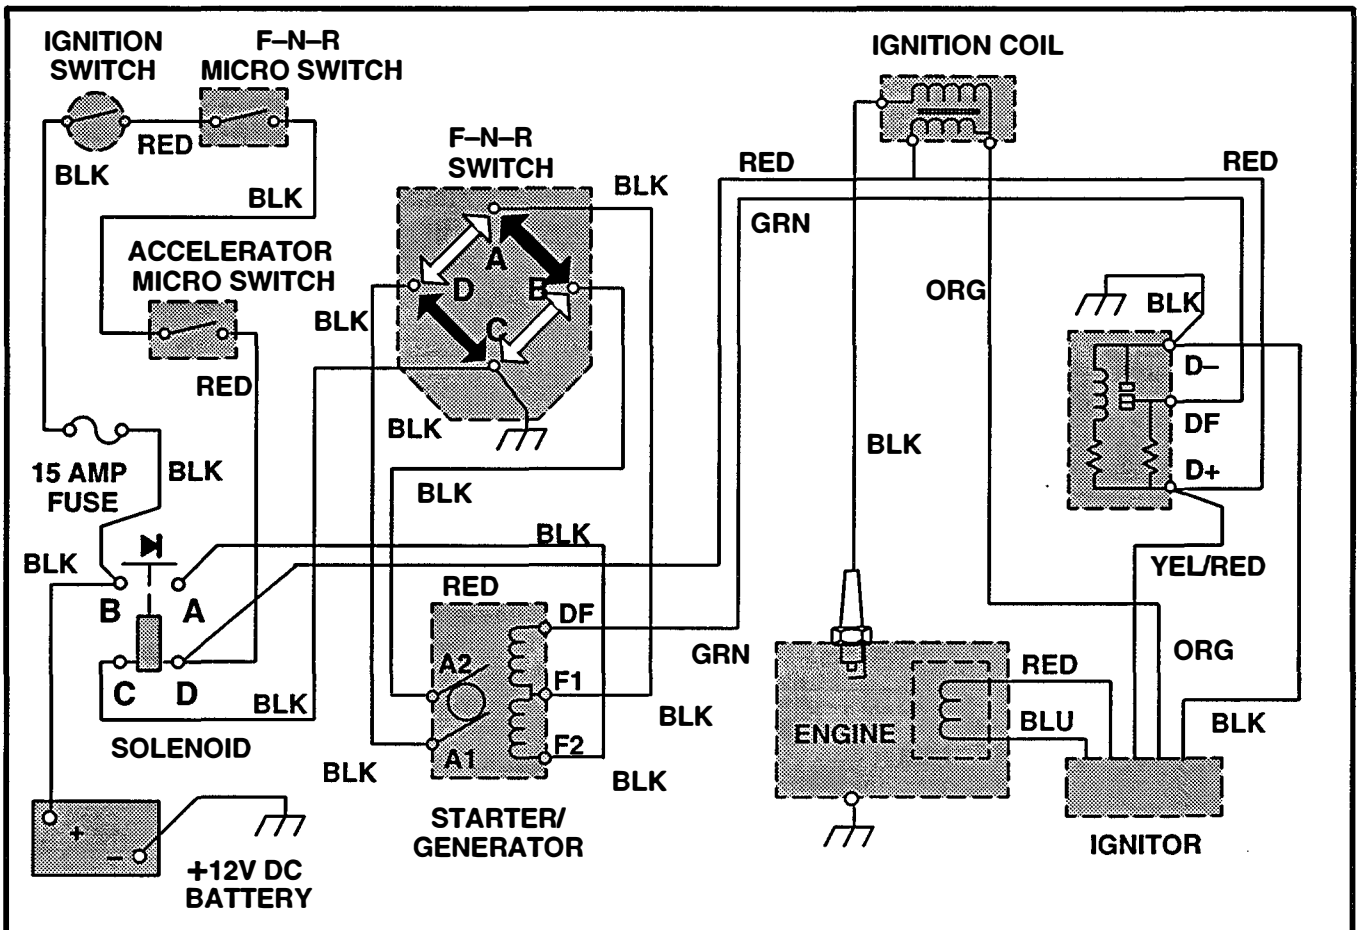 IGNITION
SWITCH
F–N–R
MICRO SWITCH
IGNITION COIL
RED
BLK
F–N–R
SWITCH
BLK
RED
RED
BLK
GRN
ACCELERATOR
MICRO SWITCH
A
D
B
C
BLK
ORG
BLK
D–
RED
BLK
BLK
DF
D+
15 AMP
FUSE
BLK
BLK
BLK
BLK
YEL/RED
B
A
RED
DF
GRN
ORG
C
D
BLK
A2
F1
RED
BLK
BLU
BLK
ENGINE
SOLENOID
BLK
A1
F2
BLK
+
–
STARTER/
GENERATOR
IGNITOR
+12V DC
BATTERY